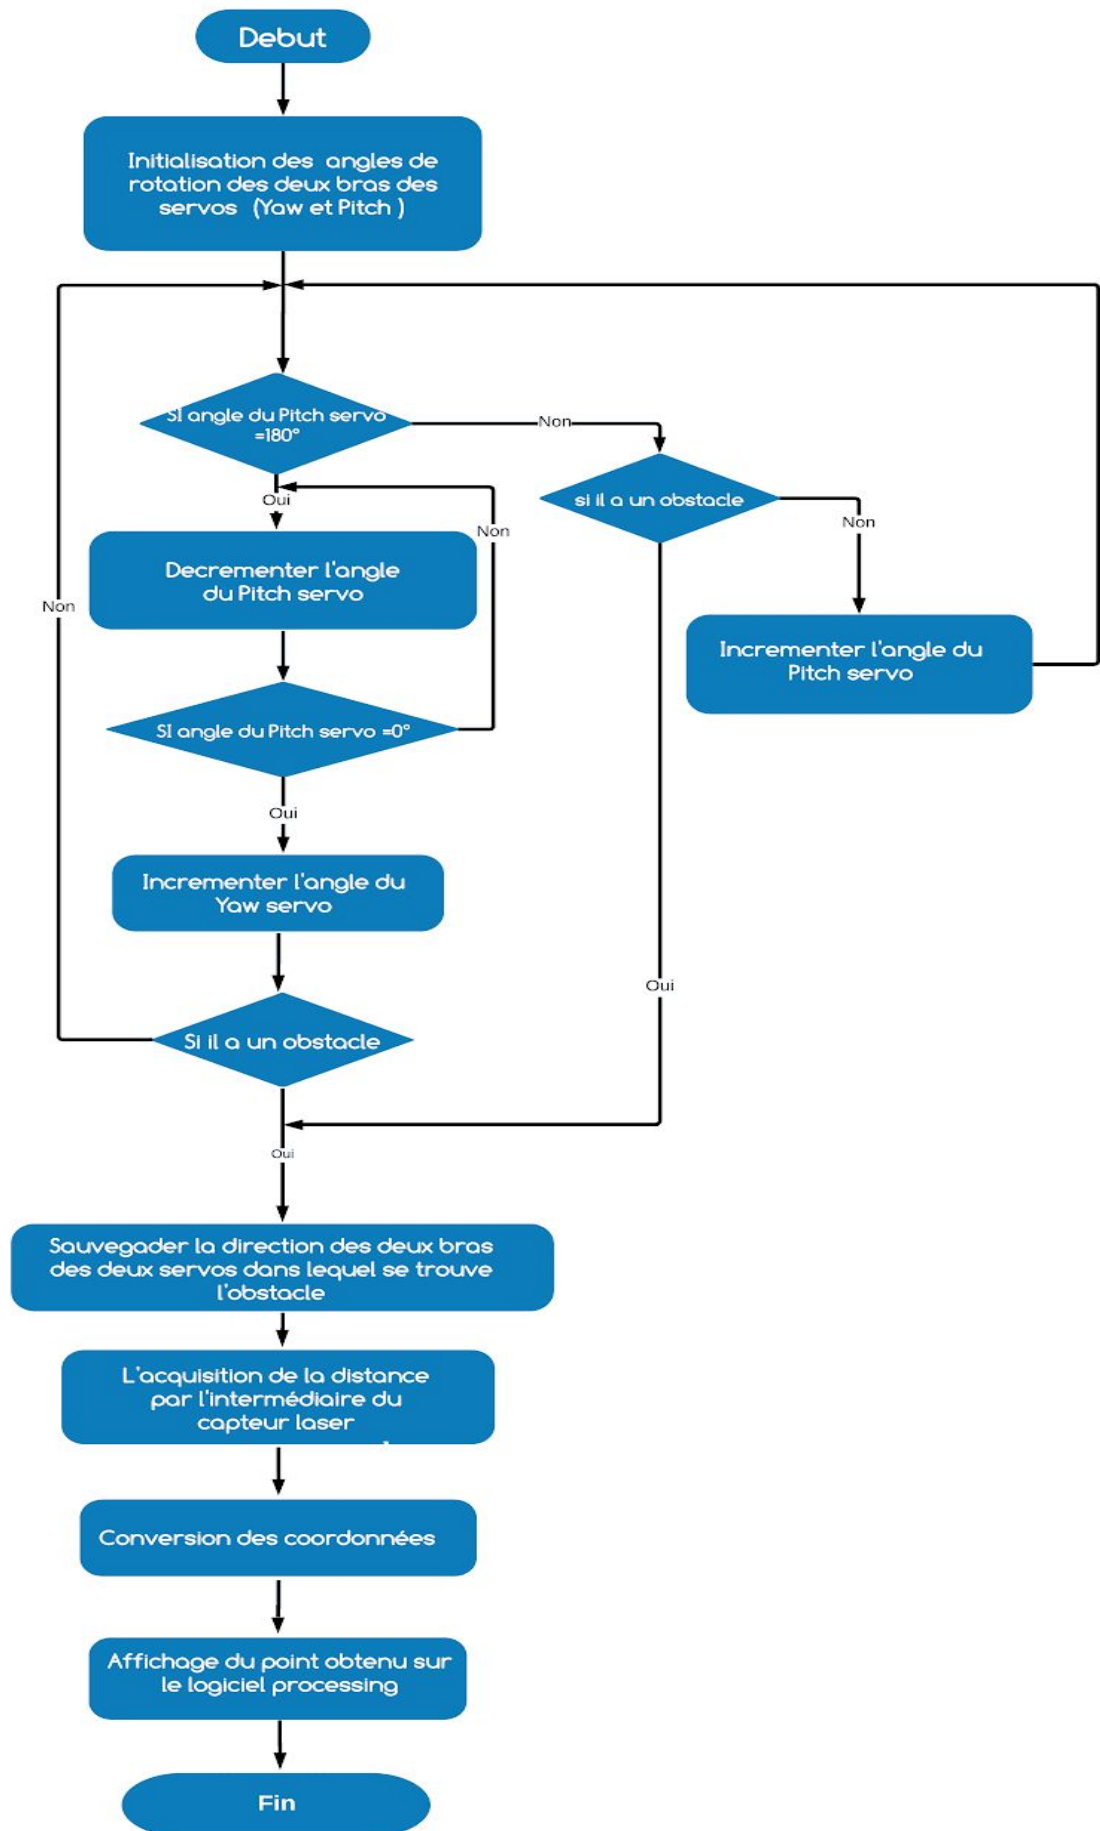 Debut
Initialisation des angles de
rotation des deux bras des
servos (Yaw et Pitch )
SI angle du Pitch servo
=180°
Non
si il a un obstacle
Oui
Non
Non
Decrementer l'angle
du Pitch servo
Non
Incrementer l'angle du
Pitch servo
SI angle du Pitch servo =0°
Oui
Incrementer l'angle du
Yaw servo
Oui
Si il a un obstacle
Oui
Sauvegader la direction des deux bras
des deux servos dans lequel se trouve
l'obstacle
L'acquisition de la distance
par l'intermédiaire du
capteur laser
Conversion des coordonnées
Affichage du point obtenu sur
le logiciel processing
Fin